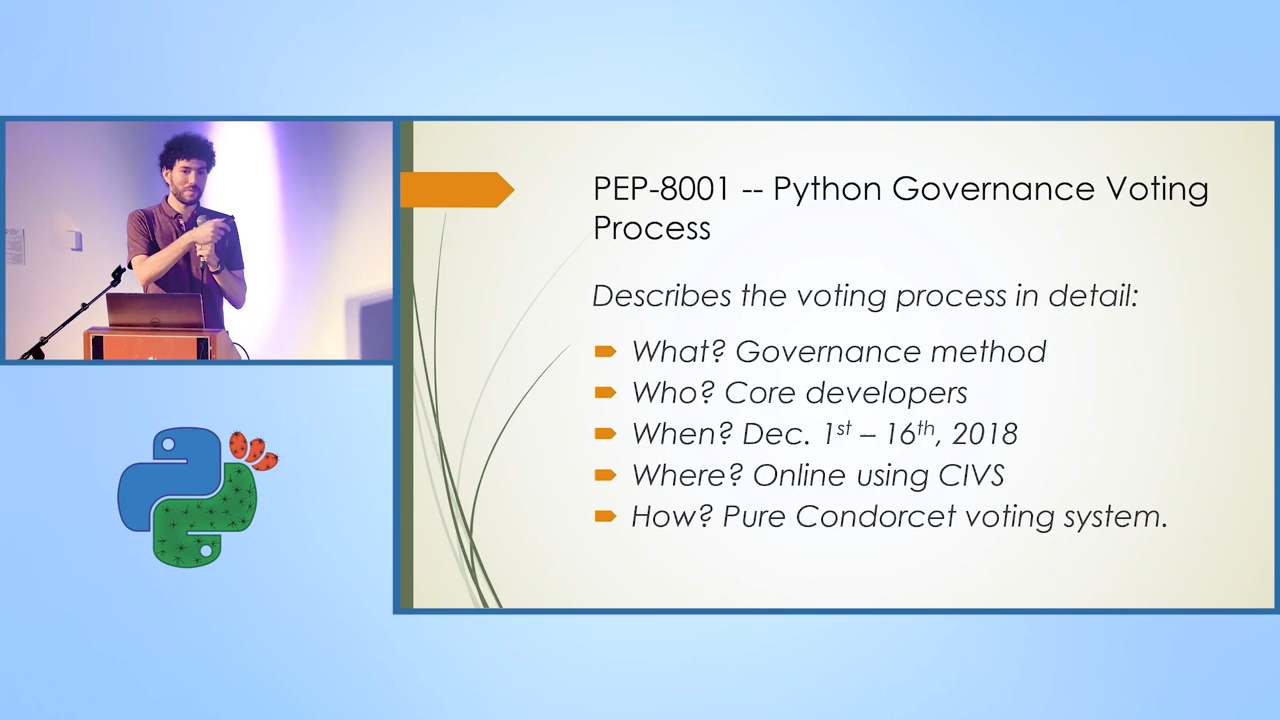 PEP-8001 -- Python Governance Voting
Process
Describes the voting process in detail:
What? Governance method
Who? Core developers
When? Dec. 1st – 16th, 2018
Where? Online using CIVS
How? Pure Condorcet voting system.